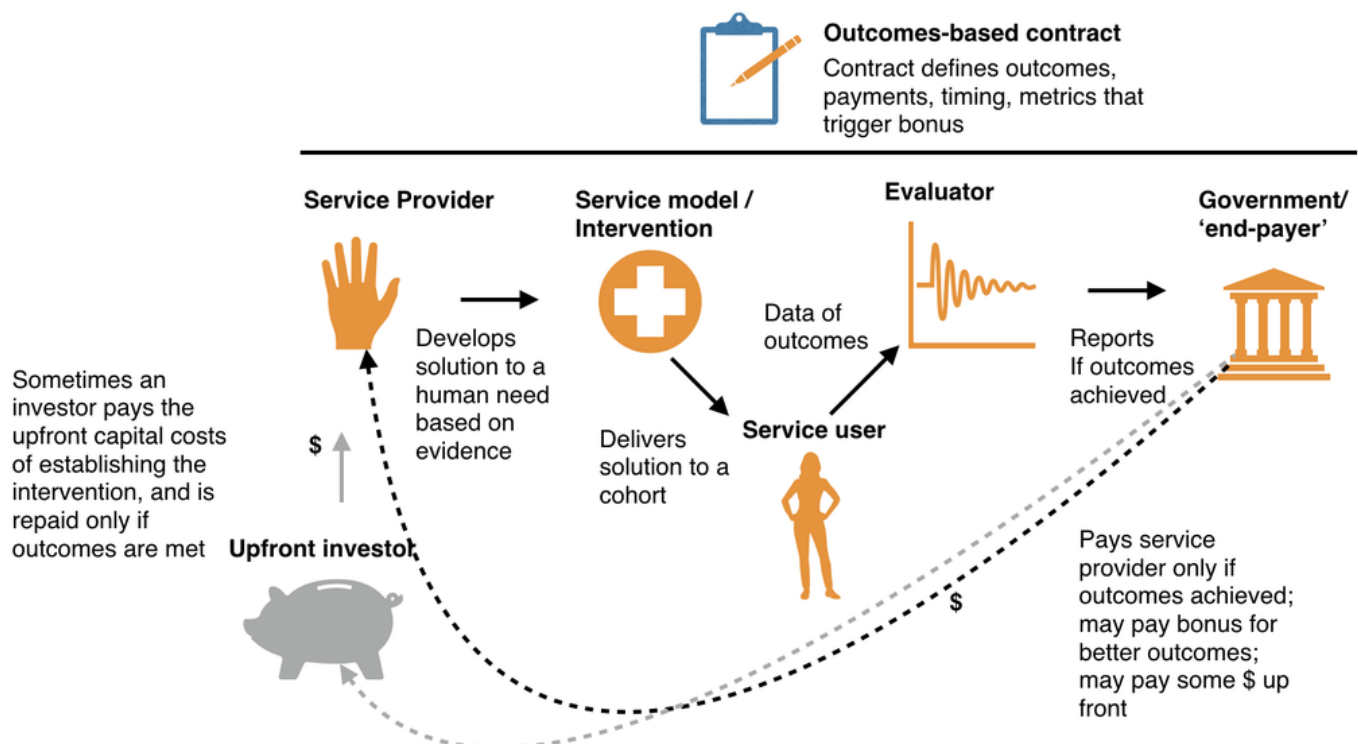 Outcomes-based contract
Contract defines outcomes,
payments, timing, metrics that
trigger bonus
Service Provider
Service model /
Intervention
Evaluator
Government/
‘end-payer’
Develops
solution to a
human need
based on
evidence
Data of
outcomes
Reports
If outcomes
achieved
Sometimes an
investor pays the
upfront capital costs
of establishing the
intervention, and is
repaid only if
outcomes are met
$
Upfront investor
Delivers
solution to a
cohort
Service user
$
Pays service
provider only if
outcomes achieved;
may pay bonus for
better outcomes;
may pay some $ up
front